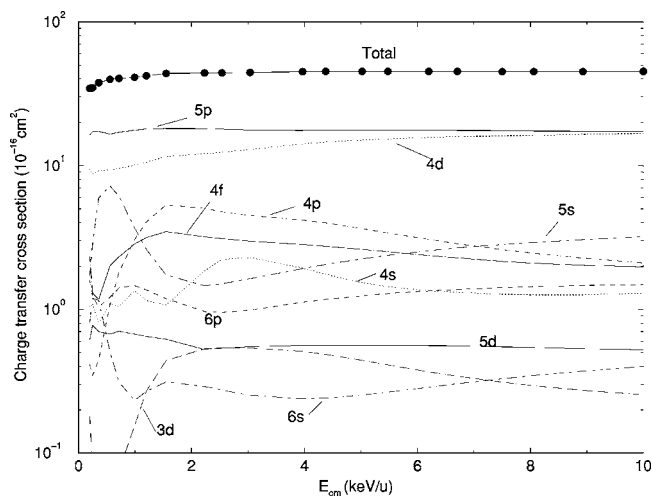 10²
Total
5p
10¹
4d
4f
4p
5s
4s
10⁰
6p
5d
3d
6s
10⁻¹
0 2 4 6 8 10
E_cm (keV/u)
Charge transfer cross section (10⁻¹⁶cm²)